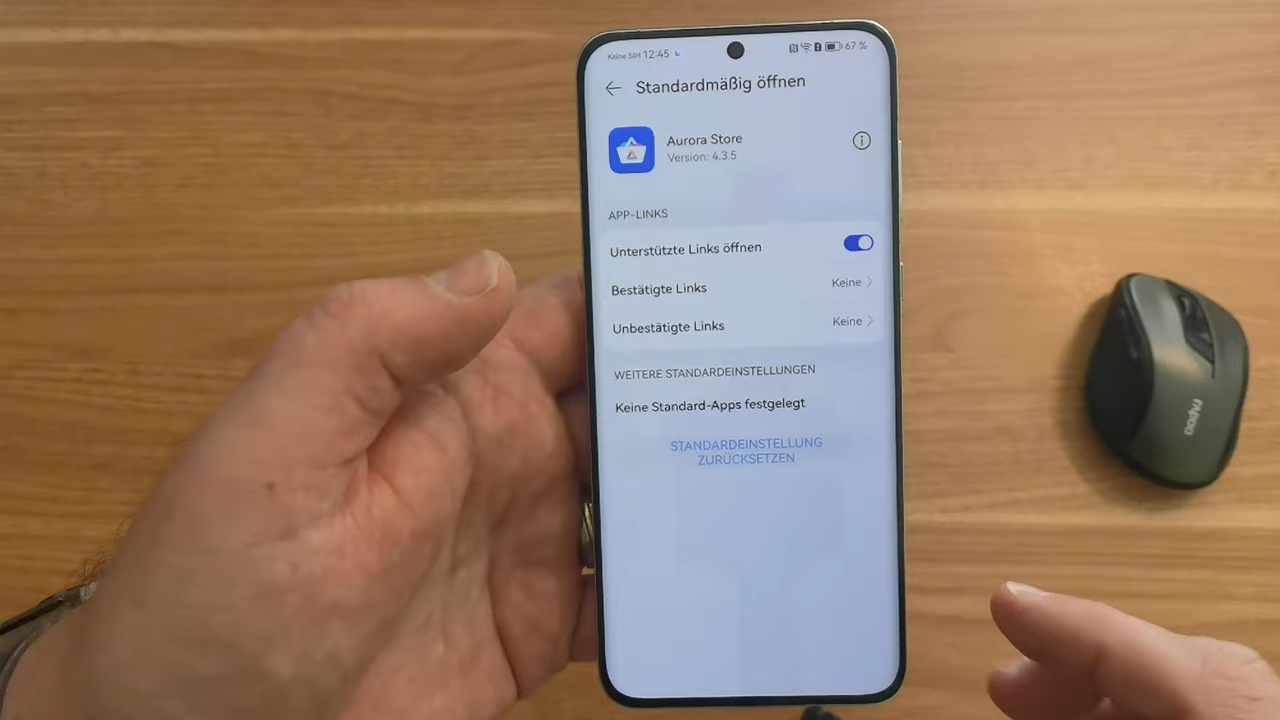 Keine SIM 12:45 67 %
Standardmäßig öffnen
Aurora Store
Version: 4.3.5
APP-LINKS
Unterstützte Links öffnen
Bestätigte Links Keine
Unbestätigte Links Keine
WEITERE STANDARDEINSTELLUNGEN
Keine Standard-Apps festgelegt
STANDARDEINSTELLUNG
ZURÜCKSETZEN
rapoo